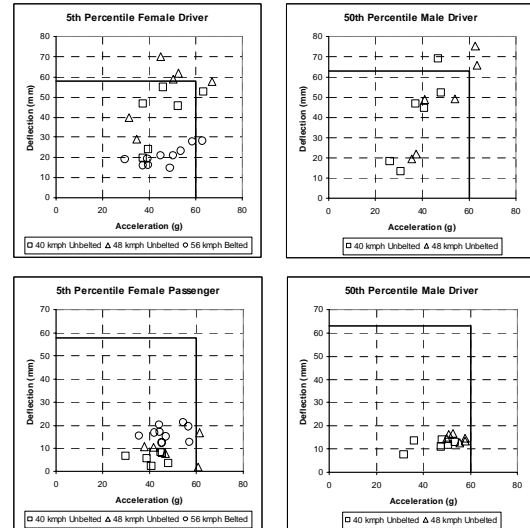 5th Percentile Female Driver
80
70
60
50
40
30
20
10
0
Deflection (mm)
0 20 40 60 80
Acceleration (g)
40 kmph Unbelted 48 kmph Unbelted 56 kmph Belted
50th Percentile Male Driver
80
70
60
50
40
30
20
10
0
Deflection (mm)
0 20 40 60 80
Acceleration (g)
40 kmph Unbelted 48 kmph Unbelted
5th Percentile Female Passenger
70
60
50
40
30
20
10
0
Deflection (mm)
0 20 40 60 80
Acceleration (g)
40 kmph Unbelted 48 kmph Unbelted 56 kmph Belted
50th Percentile Male Driver
70
60
50
40
30
20
10
0
Deflection (mm)
0 20 40 60 80
Acceleration (g)
40 kmph Unbelted 48 kmph Unbelted